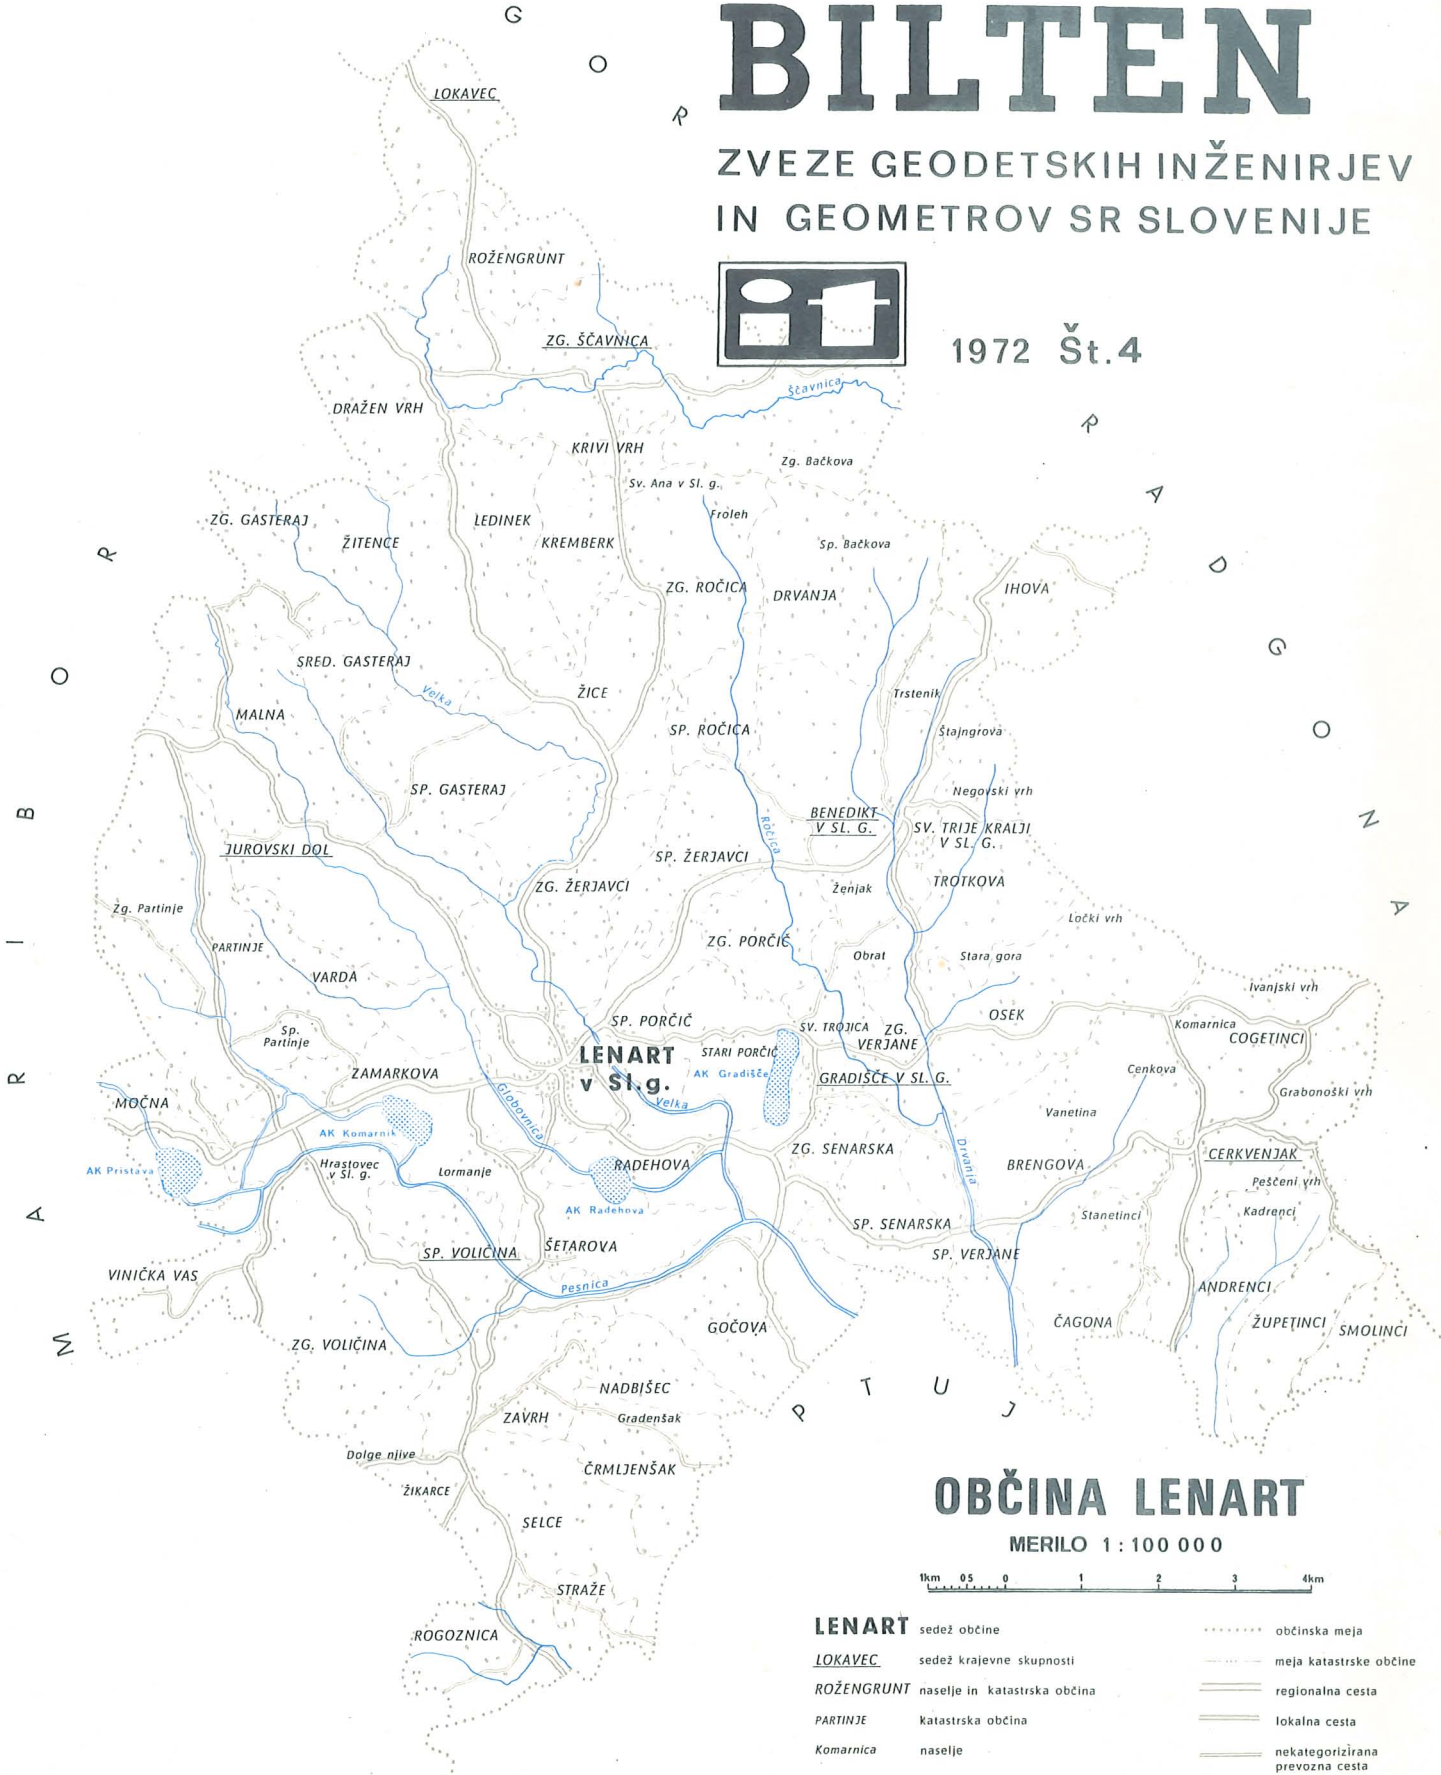 BILTEN
ZVEZE GEODETSKIH INŽENIRJEV
IN GEOMETROV SR SLOVENIJE
1972 Št.4
GOR. RADGONA
MARIBOR
PTUJ
LOKAVEC
ROŽENGRUNT
ZG. ŠČAVNICA
Ščavnica
DRAŽEN VRH
KRIVI VRH
Zg. Bačkova
Sv. Ana v Sl. g.
Froleh
ZG. GASTERAJ
ŽITENCE
LEDINEK
KREMBERK
Sp. Bačkova
ZG. ROČICA
DRVANJA
IHOVA
SRED. GASTERAJ
Velka
ŽICE
Trstenik
MALNA
SP. ROČICA
Štajngrova
SP. GASTERAJ
Negovski vrh
BENEDIKT
V SL. G.
Ročica
SV. TRIJE KRALJI
V SL. G.
JUROVSKI DOL
SP. ŽERJAVCI
ZG. ŽERJAVCI
Ženjak
TROTKOVA
Zg. Partinje
Ločki vrh
PARTINJE
ZG. PORČIČ
Obrat
Stara gora
VARDA
Ivanjski vrh
SP. PORČIČ
OSEK
Komarnica
COGETINCI
Sp.
Partinje
SV. TROJICA
ZG.
VERJANE
LENART
v Sl.g.
STARI PORČIČ
AK Gradišče
GRADIŠČE V SL. G.
ZAMARKOVA
Cenkova
Grabonoški vrh
MOČNA
Globovnica
Velka
Vanetina
AK Komarnik
ZG. SENARSKA
Drvanja
BRENGOVA
CERKVENJAK
AK Pristava
Hrastovec
v Sl. g.
Lormanje
RADEHOVA
Peščeni vrh
AK Radehova
Stanetinci
Kadrenci
SP. SENARSKA
SP. VOLIČINA
ŠETAROVA
SP. VERJANE
VINIČKA VAS
Pesnica
ANDRENCI
GOČOVA
ČAGONA
ŽUPETINCI
SMOLINCI
ZG. VOLIČINA
NADBIŠEC
ZAVRH
Gradenšak
Dolge njive
ČRMLJENŠAK
ŽIKARCE
SELCE
STRAŽE
ROGOZNICA
OBČINA LENART
MERILO 1 : 100 000
1km 05 0 1 2 3 4km
LENART sedež občine
LOKAVEC sedež krajevne skupnosti
ROŽENGRUNT naselje in katastrska občina
PARTINJE katastrska občina
Komarnica naselje
občinska meja
meja katastrske občine
regionalna cesta
lokalna cesta
nekategorizirana
prevozna cesta